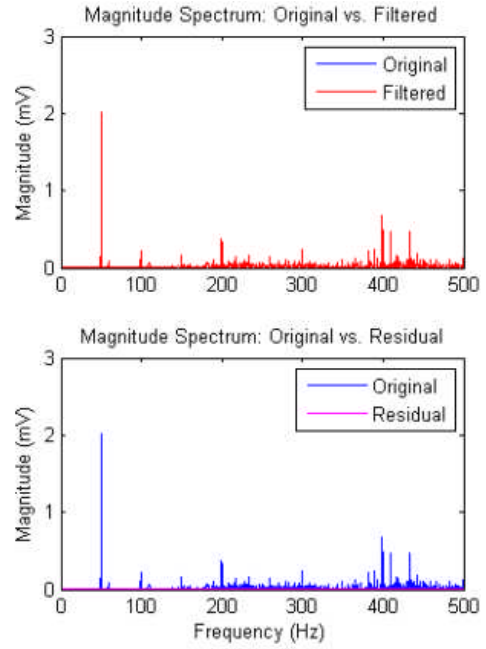 Magnitude Spectrum: Original vs. Filtered
3
2
1
0
Magnitude (mV)
Original
Filtered
0 100 200 300 400 500
Magnitude Spectrum: Original vs. Residual
3
2
1
0
Magnitude (mV)
Original
Residual
0 100 200 300 400 500
Frequency (Hz)